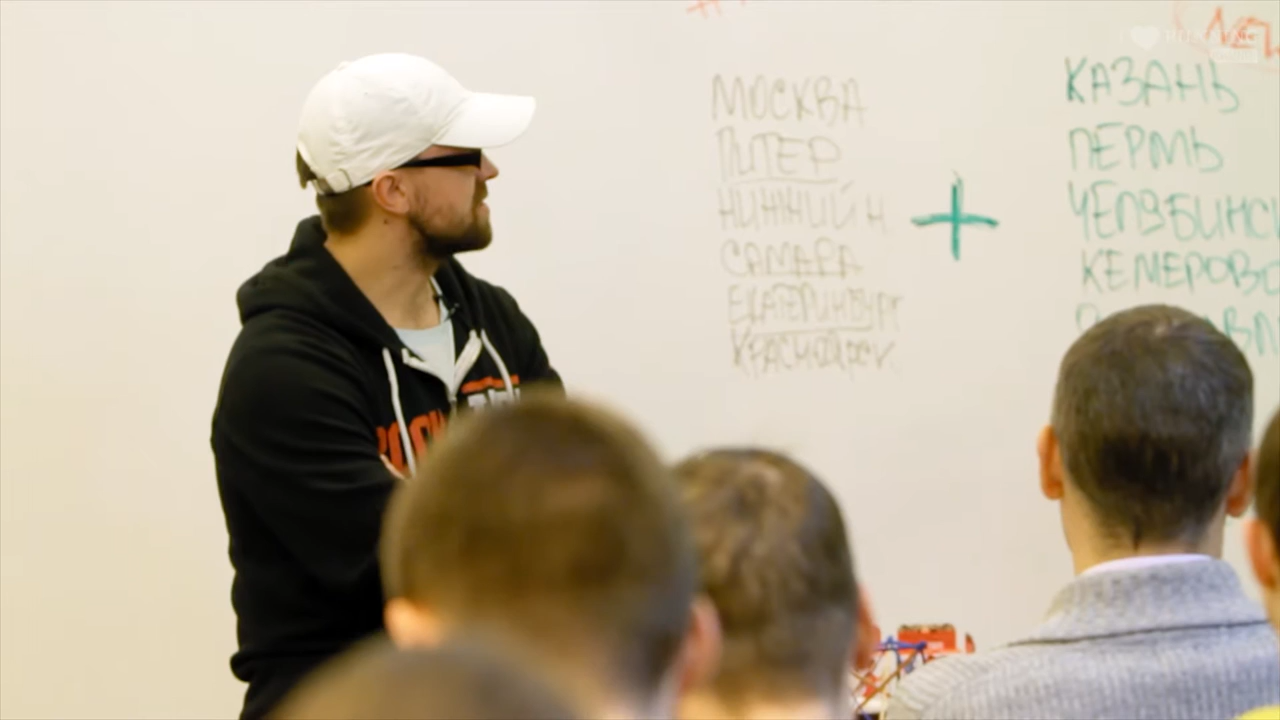 МОСКВА
ПИТЕР
НИЖНИЙ Н
САМАРА
ЕКАТЕРИНБУРГ
КРАСНОЯРСК
+
КАЗАНЬ
ПЕРМЬ
ЧЕЛЯБИНСК
КЕМЕРОВО